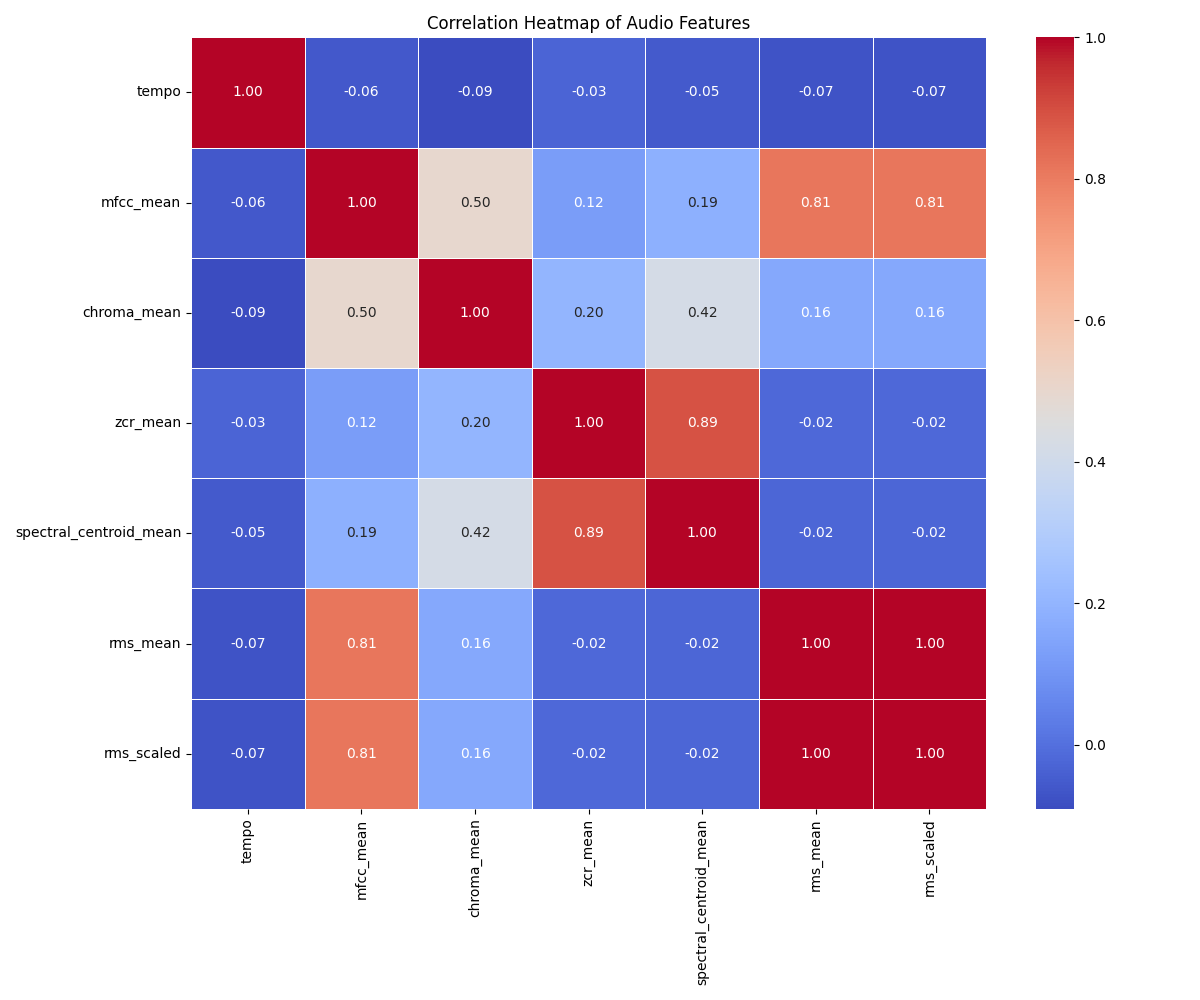 Correlation Heatmap of Audio Features
tempo 1.00 -0.06 -0.09 -0.03 -0.05 -0.07 -0.07
mfcc_mean -0.06 1.00 0.50 0.12 0.19 0.81 0.81
chroma_mean -0.09 0.50 1.00 0.20 0.42 0.16 0.16
zcr_mean -0.03 0.12 0.20 1.00 0.89 -0.02 -0.02
spectral_centroid_mean -0.05 0.19 0.42 0.89 1.00 -0.02 -0.02
rms_mean -0.07 0.81 0.16 -0.02 -0.02 1.00 1.00
rms_scaled -0.07 0.81 0.16 -0.02 -0.02 1.00 1.00
tempo
mfcc_mean
chroma_mean
zcr_mean
spectral_centroid_mean
rms_mean
rms_scaled
1.0
0.8
0.6
0.4
0.2
0.0